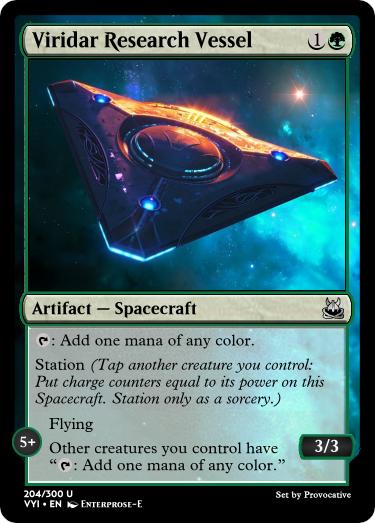 Viridar Research Vessel 1
Artifact — Spacecraft
: Add one mana of any color.
Station (Tap another creature you control:
Put charge counters equal to its power on this
Spacecraft. Station only as a sorcery.)
5+
Flying
Other creatures you control have
“: Add one mana of any color.”
3/3
204/300 U
VYI • EN Enterprose-E
Set by Provocative